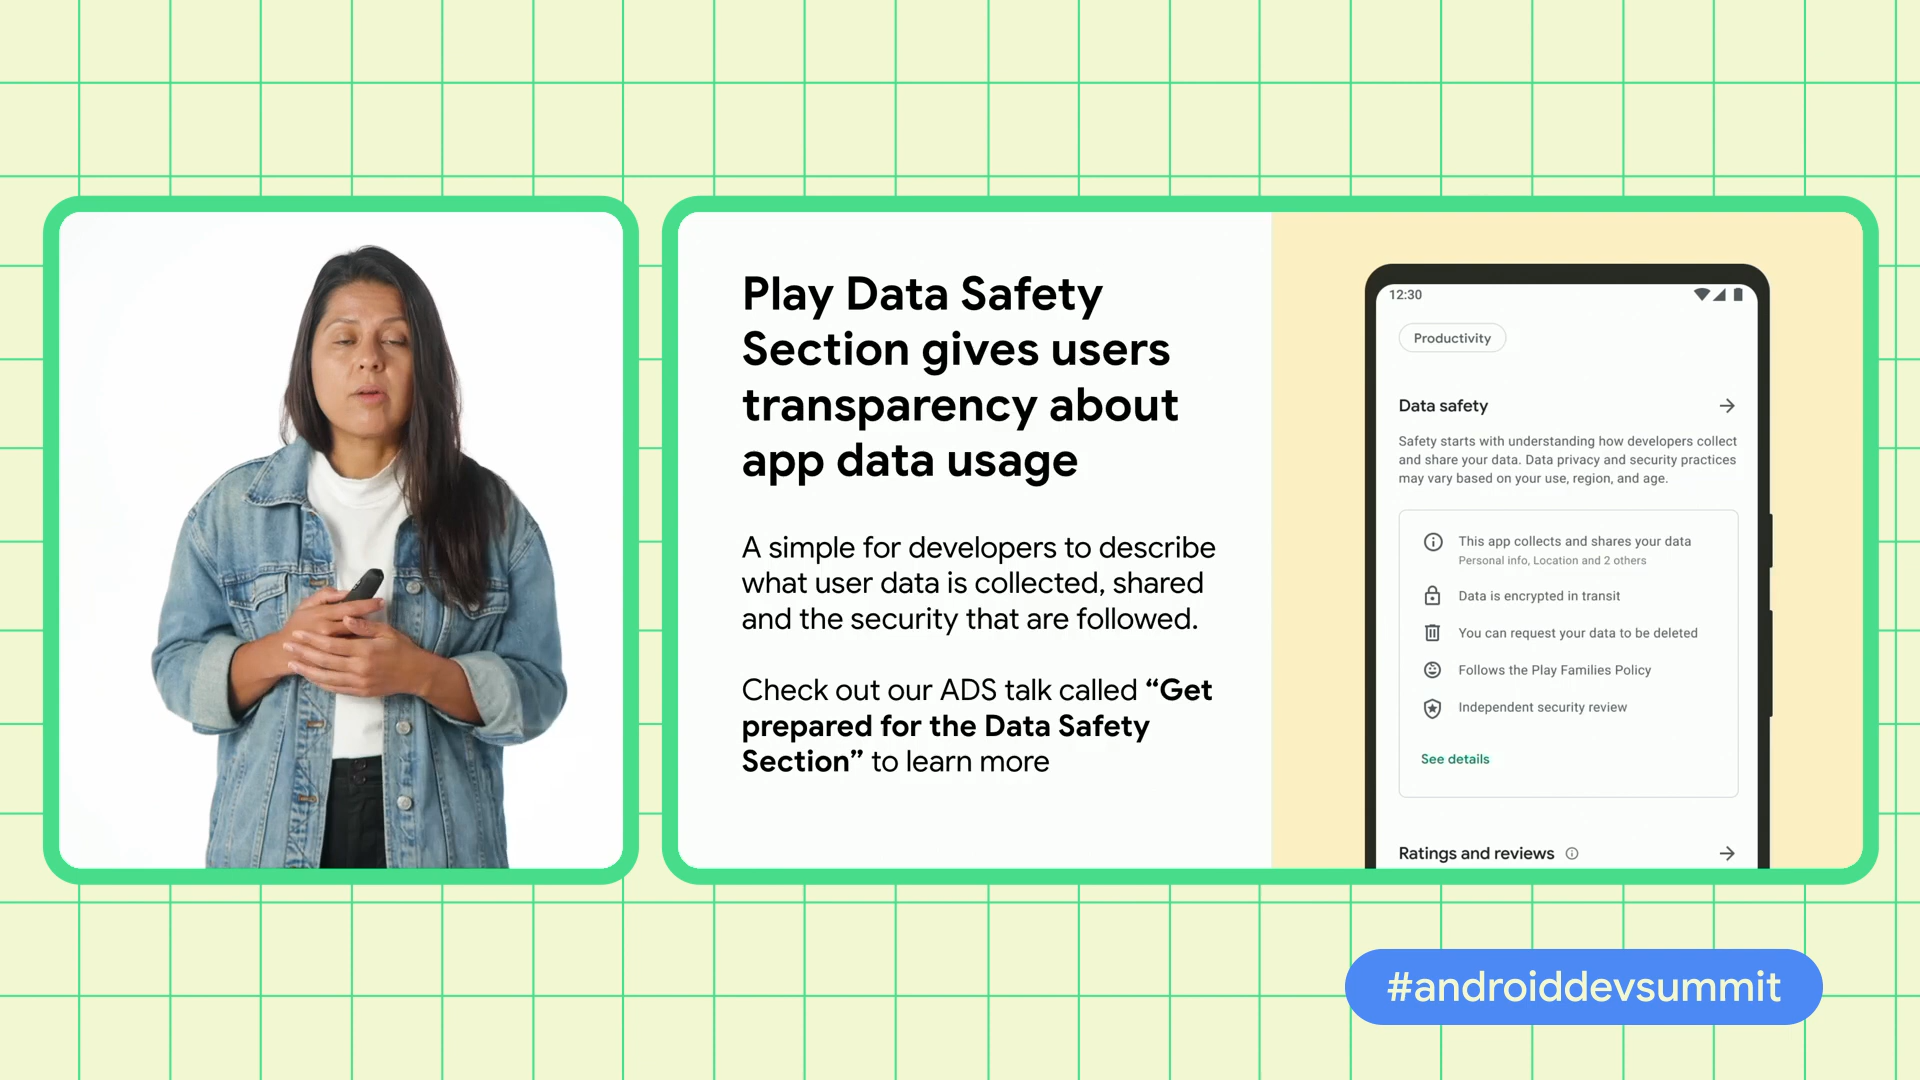 Play Data Safety
Section gives users
transparency about
app data usage
A simple for developers to describe
what user data is collected, shared
and the security that are followed.
Check out our ADS talk called “Get
prepared for the Data Safety
Section” to learn more
12:30
Productivity
Data safety
Safety starts with understanding how developers collect
and share your data. Data privacy and security practices
may vary based on your use, region, and age.
This app collects and shares your data
Personal info, Location and 2 others
Data is encrypted in transit
You can request your data to be deleted
Follows the Play Families Policy
Independent security review
See details
Ratings and reviews
#androiddevsummit